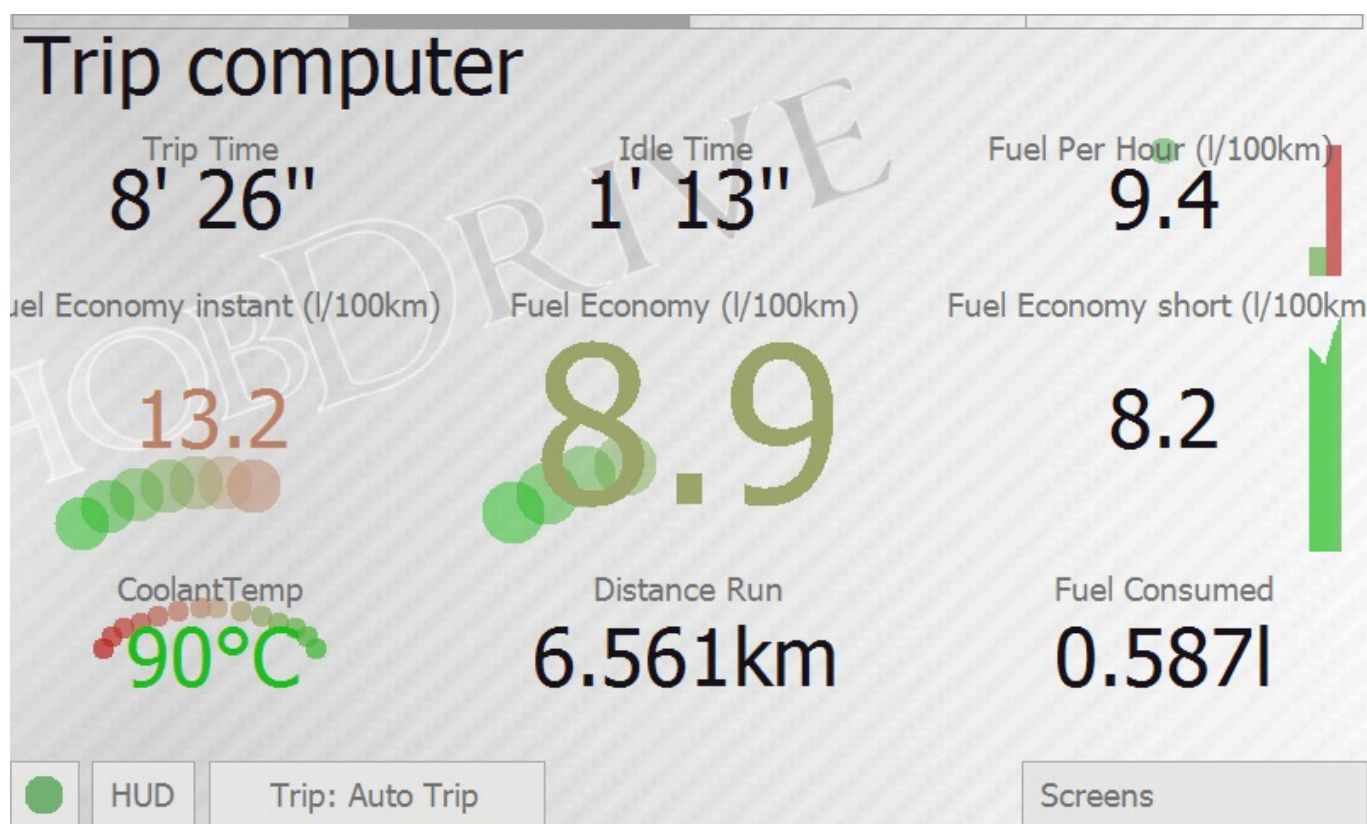 Trip computer
Trip Time
Idle Time
Fuel Per Hour (l/100km)
8' 26"
1' 13"
9.4
uel Economy instant (l/100km)
Fuel Economy (l/100km)
Fuel Economy short (l/100km
13.2
8.9
8.2
CoolantTemp
Distance Run
Fuel Consumed
90°C
6.561km
0.587l
HOBDRIVE
HUD
Trip: Auto Trip
Screens